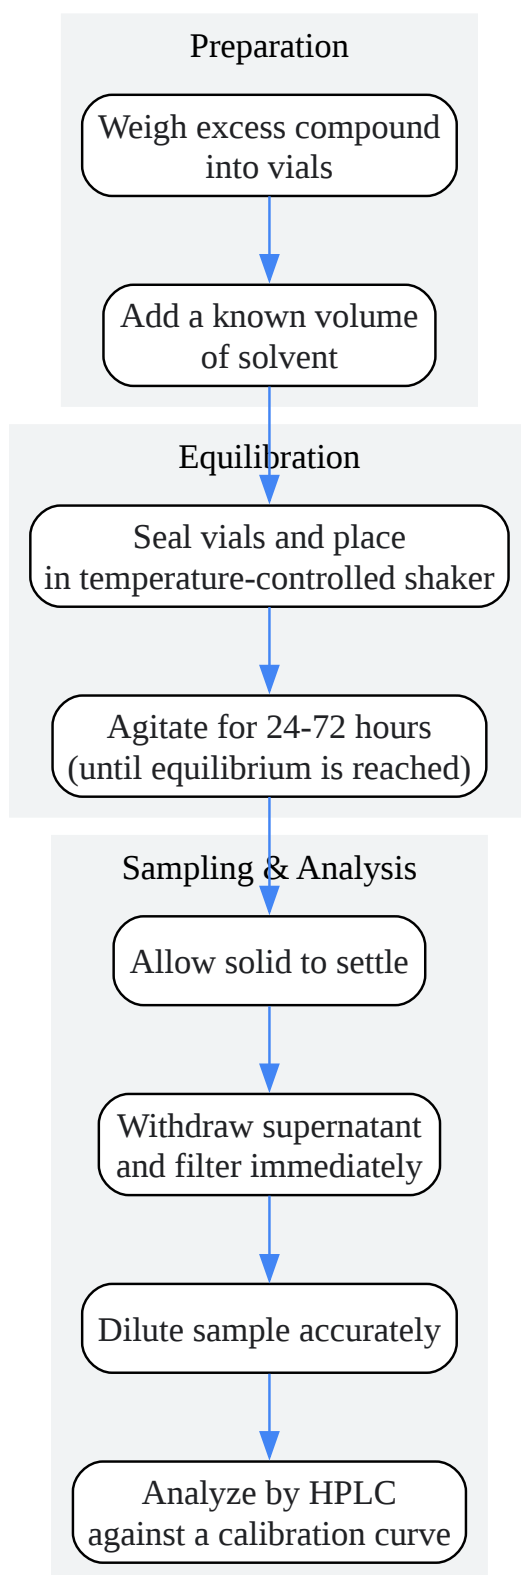 Preparation
Weigh excess compound
into vials
Add a known volume
of solvent
Equilibration
Seal vials and place
in temperature-controlled shaker
Agitate for 24-72 hours
(until equilibrium is reached)
Sampling & Analysis
Allow solid to settle
Withdraw supernatant
and filter immediately
Dilute sample accurately
Analyze by HPLC
against a calibration curve